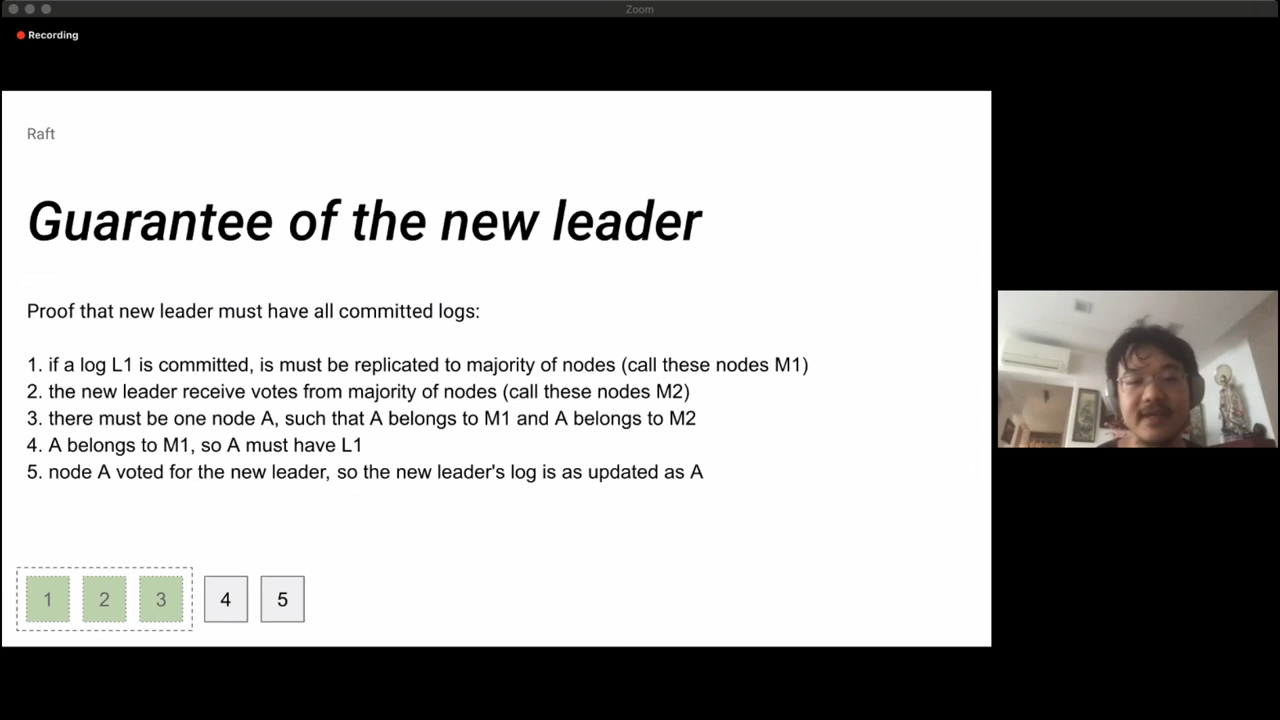 Zoom
Recording
Raft
Guarantee of the new leader
Proof that new leader must have all committed logs:
1. if a log L1 is committed, is must be replicated to majority of nodes (call these nodes M1)
2. the new leader receive votes from majority of nodes (call these nodes M2)
3. there must be one node A, such that A belongs to M1 and A belongs to M2
4. A belongs to M1, so A must have L1
5. node A voted for the new leader, so the new leader's log is as updated as A
1 2 3 4 5